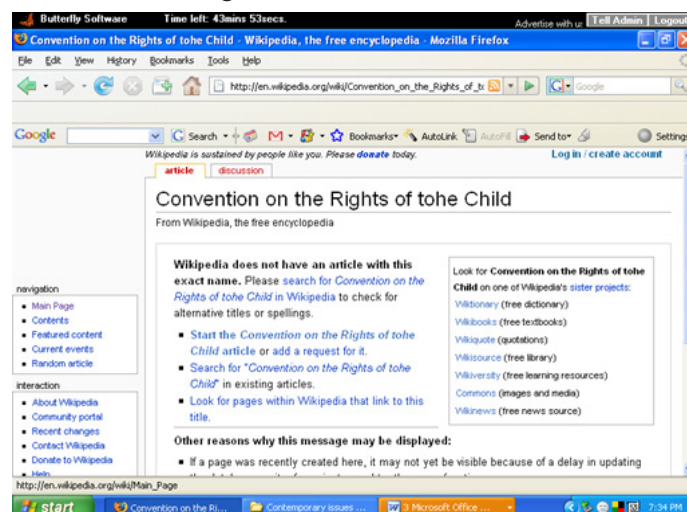 Butterfly Software Time left: 43mins 53secs. Advertise with us Tell Admin Logout
Convention on the Rights of tohe Child - Wikipedia, the free encyclopedia - Mozilla Firefox
File Edit View History Bookmarks Tools Help
http://en.wikipedia.org/wiki/Convention_on_the_Rights_of_to Google
Google Search Bookmarks AutoLink AutoFill Send to Settings
Wikipedia is sustained by people like you. Please donate today. Log in / create account
article discussion
Convention on the Rights of tohe Child
From Wikipedia, the free encyclopedia
Wikipedia does not have an article with this
exact name. Please search for Convention on the
Rights of tohe Child in Wikipedia to check for
alternative titles or spellings.
Start the Convention on the Rights of tohe
Child article or add a request for it.
Search for "Convention on the Rights of tohe
Child" in existing articles.
Look for pages within Wikipedia that link to this
title.
Look for Convention on the Rights of tohe
Child on one of Wikipedia's sister projects:
Wiktionary (free dictionary)
Wikibooks (free textbooks)
Wikiquote (quotations)
Wikisource (free library)
Wikiversity (free learning resources)
Commons (images and media)
Wikinews (free news source)
Other reasons why this message may be displayed:
If a page was recently created here, it may not yet be visible because of a delay in updating
navigation
Main Page
Contents
Featured content
Current events
Random article
interaction
About Wikipedia
Community portal
Recent changes
Contact Wikipedia
Donate to Wikipedia
Help
http://en.wikipedia.org/wiki/Main_Page
start Convention on the Ri... Contemporary issues ... 3 Microsoft Office ... 7:34 PM